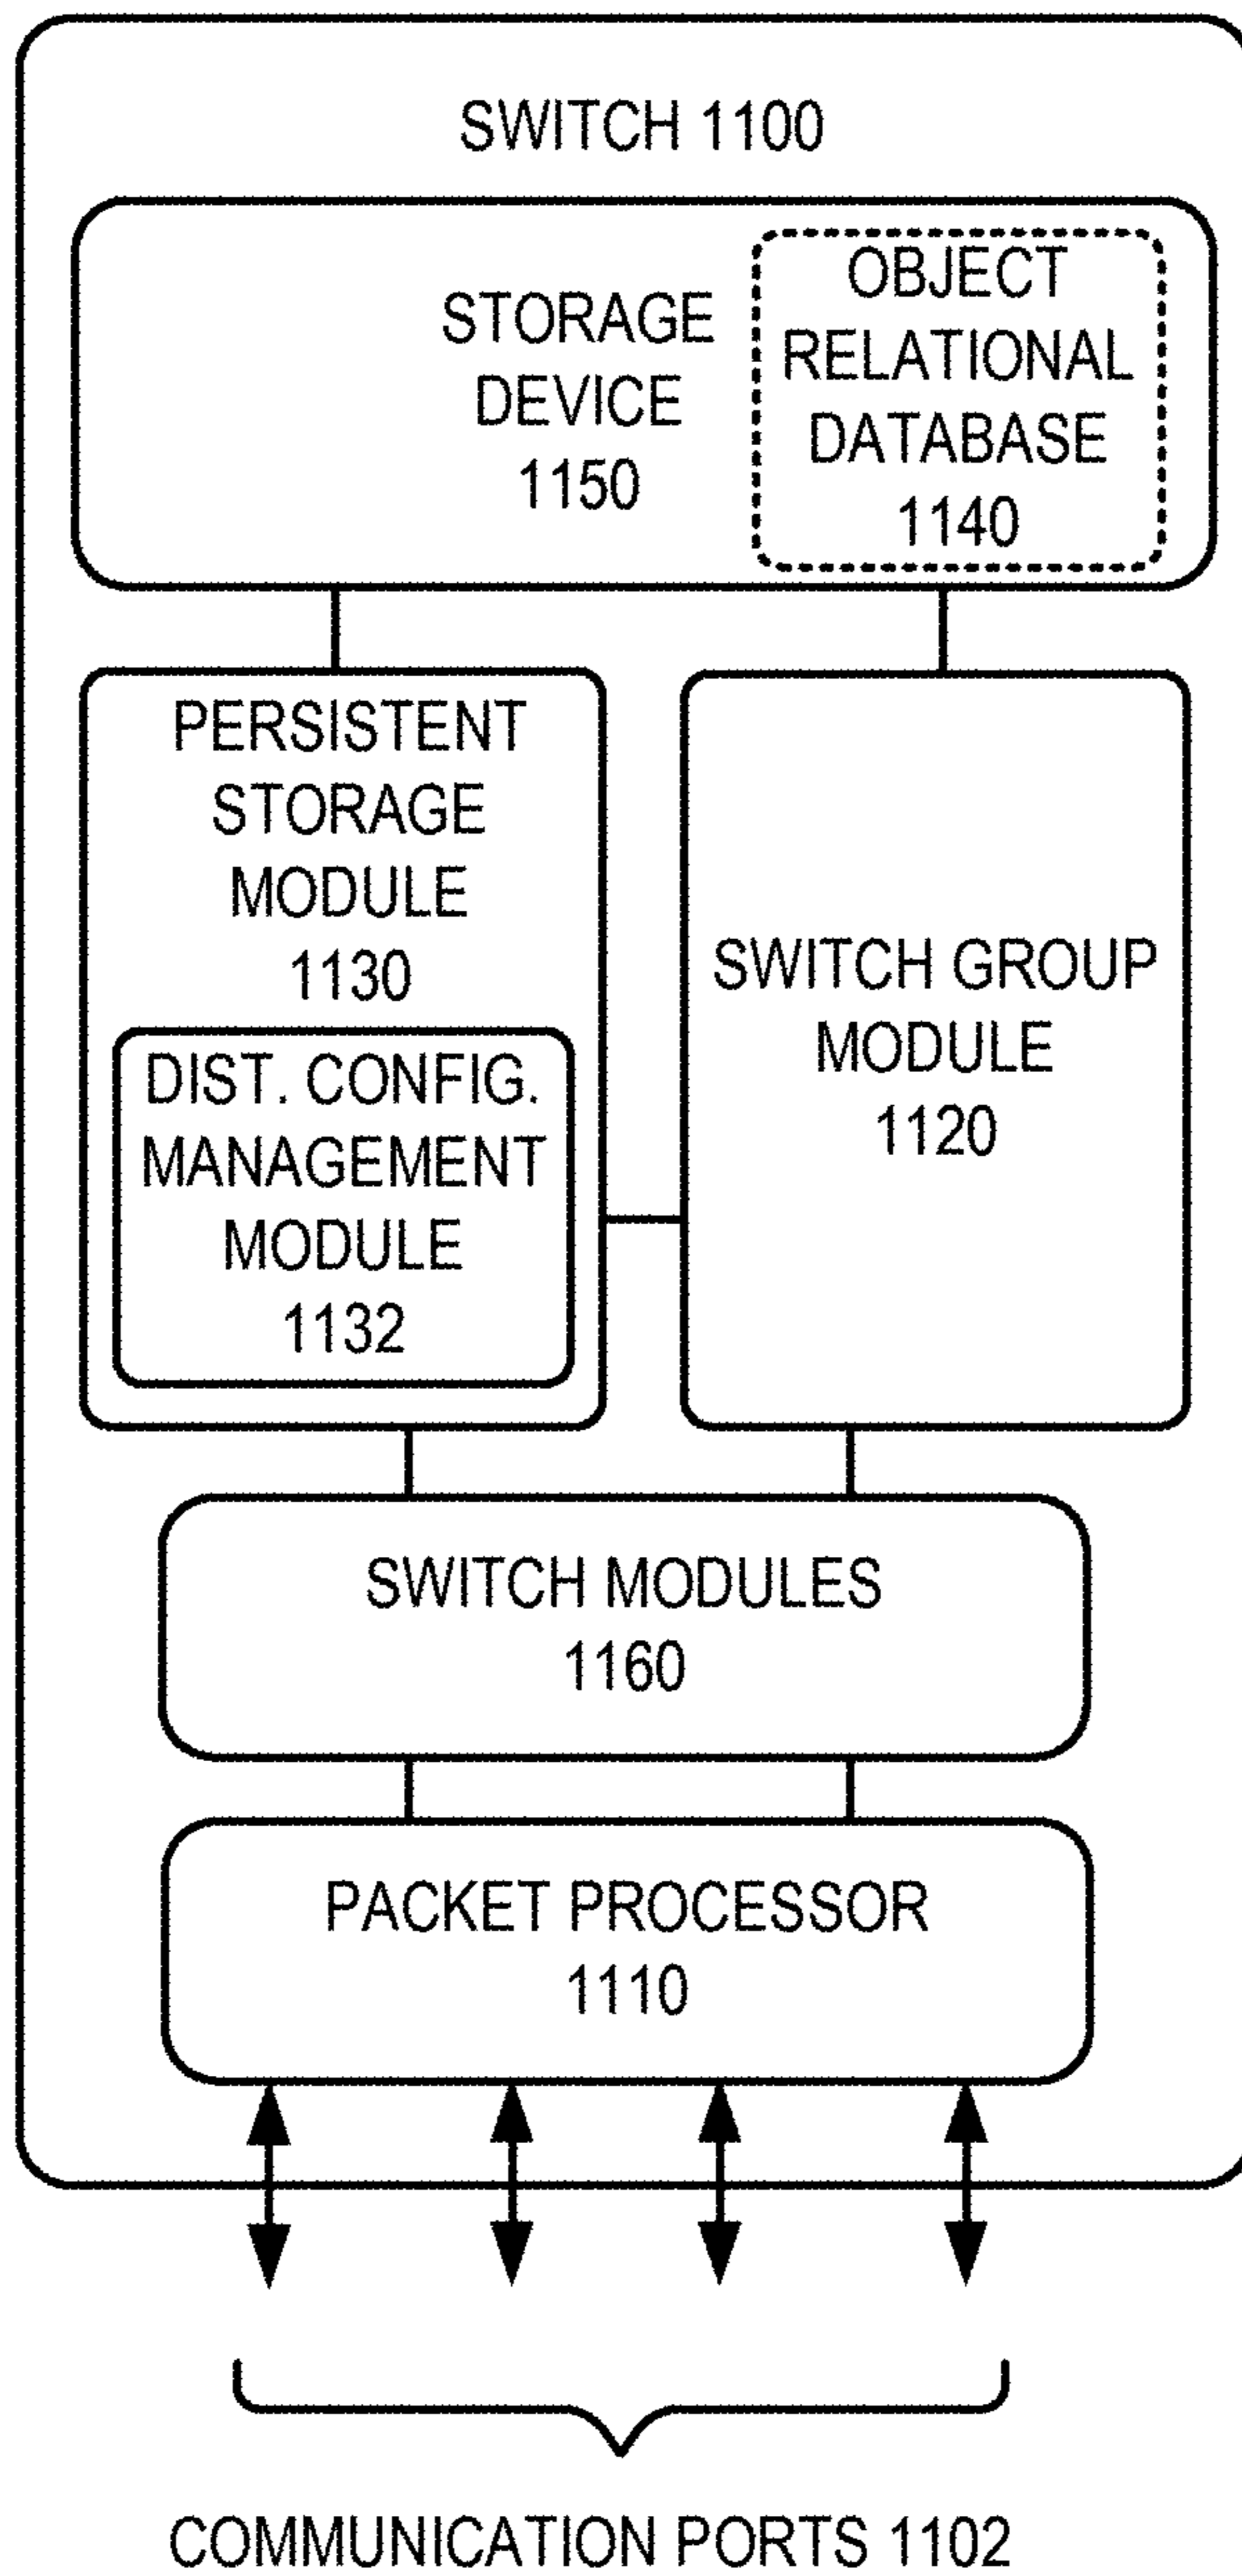 SWITCH 1100
STORAGE
DEVICE
1150
OBJECT
RELATIONAL
DATABASE
1140
PERSISTENT
STORAGE
MODULE
1130
DIST. CONFIG.
MANAGEMENT
MODULE
1132
SWITCH GROUP
MODULE
1120
SWITCH MODULES
1160
PACKET PROCESSOR
1110
COMMUNICATION PORTS 1102